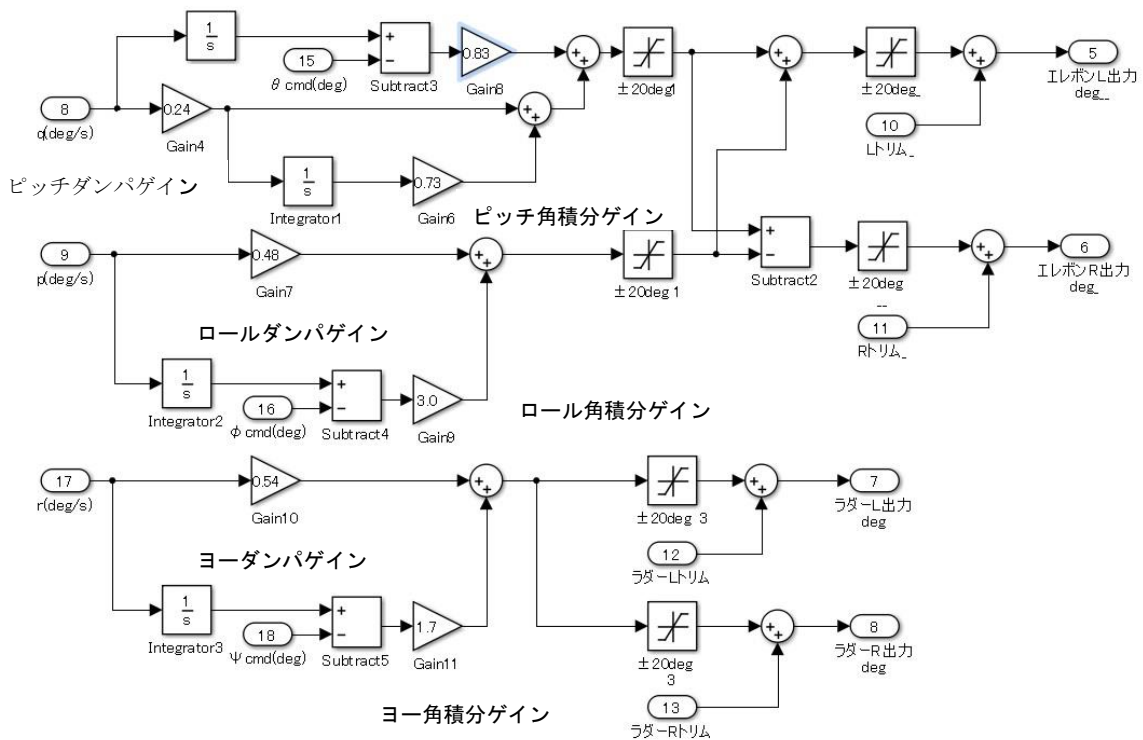 1
s
15
θ cmd(deg)
+
−
Subtract3
0.83
Gain8
+
+
±20deg1
+
+
±20deg_
+
+
5
エレボンL出力
deg__
8
q(deg/s)
0.24
Gain4
+
+
10
Lトリム_
ピッチダンパゲイン
1
s
Integrator1
0.73
Gain6
ピッチ角積分ゲイン
9
p(deg/s)
0.48
Gain7
+
+
±20deg 1
+
−
Subtract2
±20deg
--
+
+
6
エレボンR出力
deg_
11
Rトリム_
ロールダンパゲイン
1
s
Integrator2
16
φ cmd(deg)
+
−
Subtract4
3.0
Gain9
ロール角積分ゲイン
17
r(deg/s)
0.54
Gain10
+
+
±20deg 3
+
+
7
ラダーL出力
deg
12
ラダーLトリム
ヨーダンパゲイン
1
s
Integrator3
18
Ψ cmd(deg)
+
−
Subtract5
1.7
Gain11
±20deg
3
+
+
8
ラダーR出力
deg
13
ラダーRトリム
ヨー角積分ゲイン